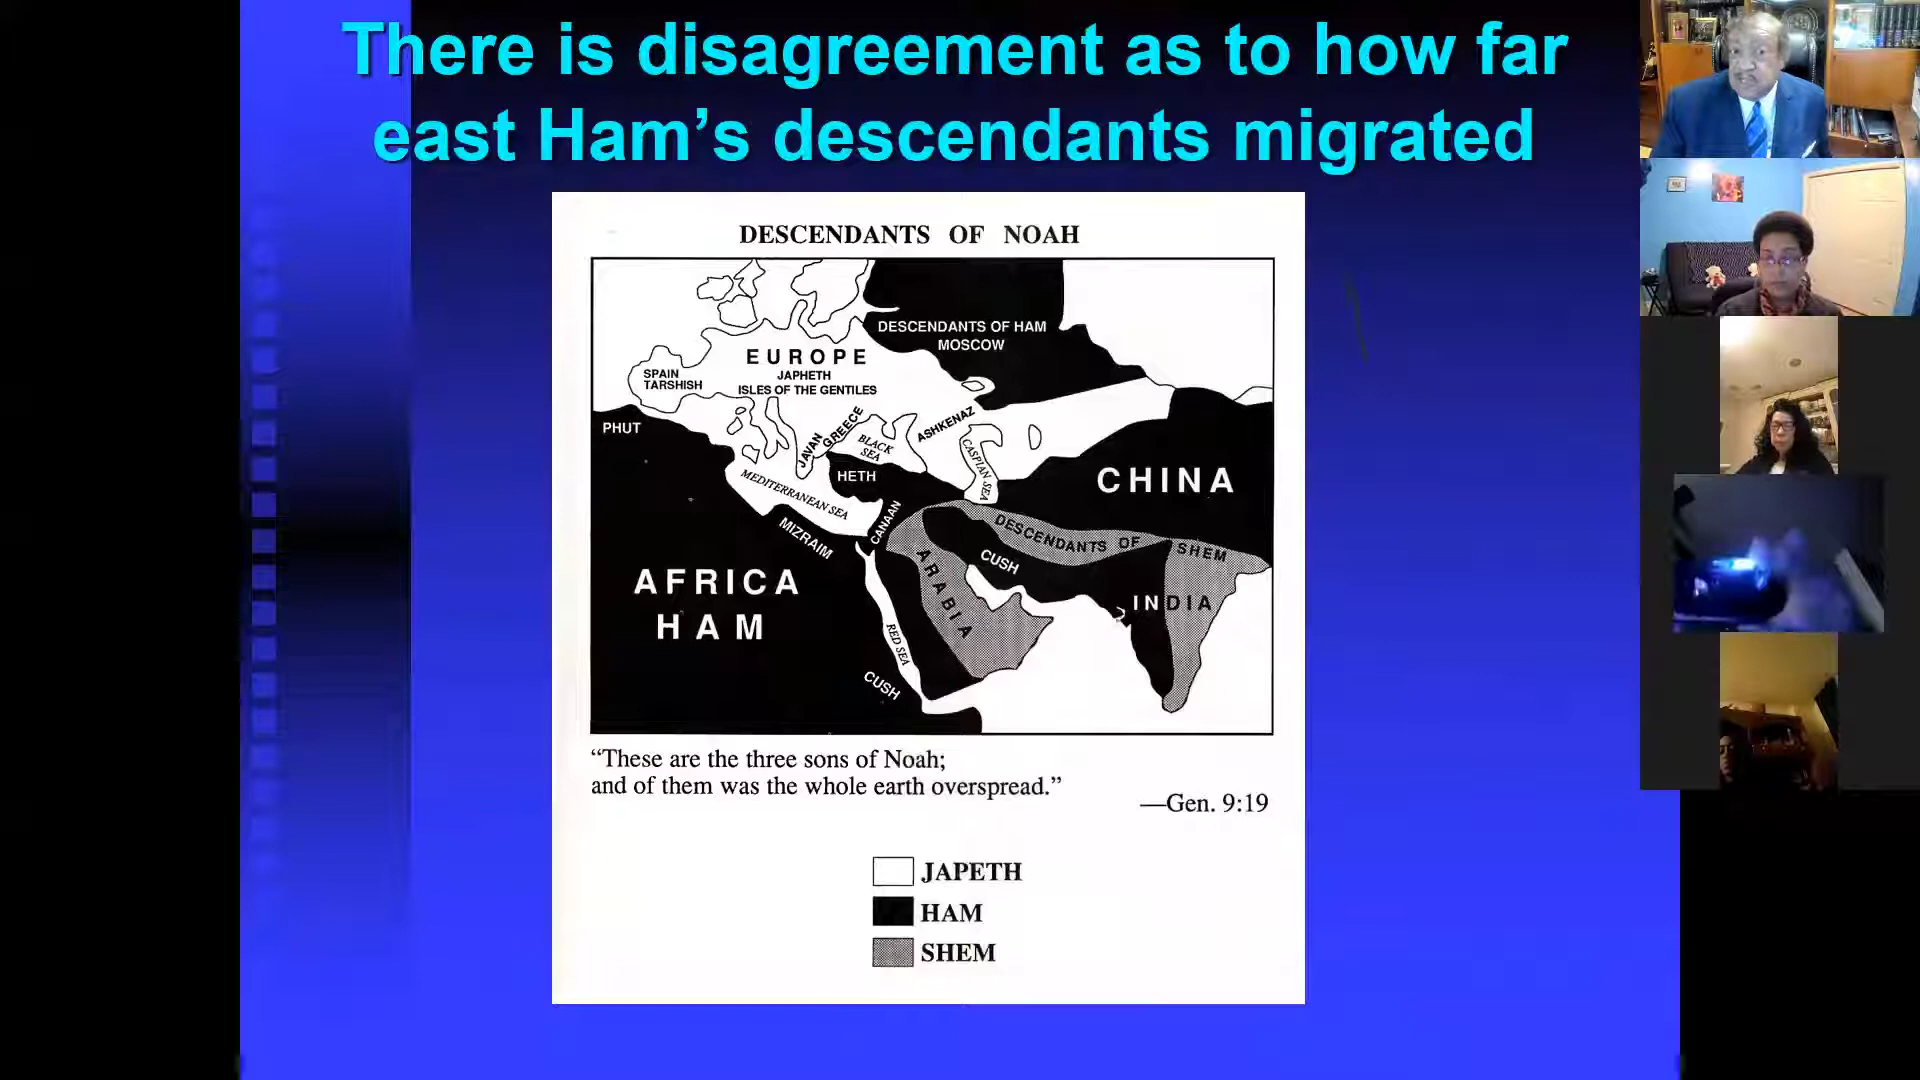 There is disagreement as to how far
east Ham’s descendants migrated
DESCENDANTS OF NOAH
DESCENDANTS OF HAM
MOSCOW
EUROPE
JAPHETH
ISLES OF THE GENTILES
SPAIN
TARSHISH
PHUT
JAVAN
GREECE
BLACK
SEA
ASHKENAZ
CASPIAN SEA
HETH
CHINA
MEDITERRANEAN SEA
MIZRAIM
CANAAN
DESCENDANTS OF SHEM
CUSH
ARABIA
INDIA
AFRICA
HAM
RED SEA
CUSH
“These are the three sons of Noah;
and of them was the whole earth overspread.”
—Gen. 9:19
JAPETH
HAM
SHEM